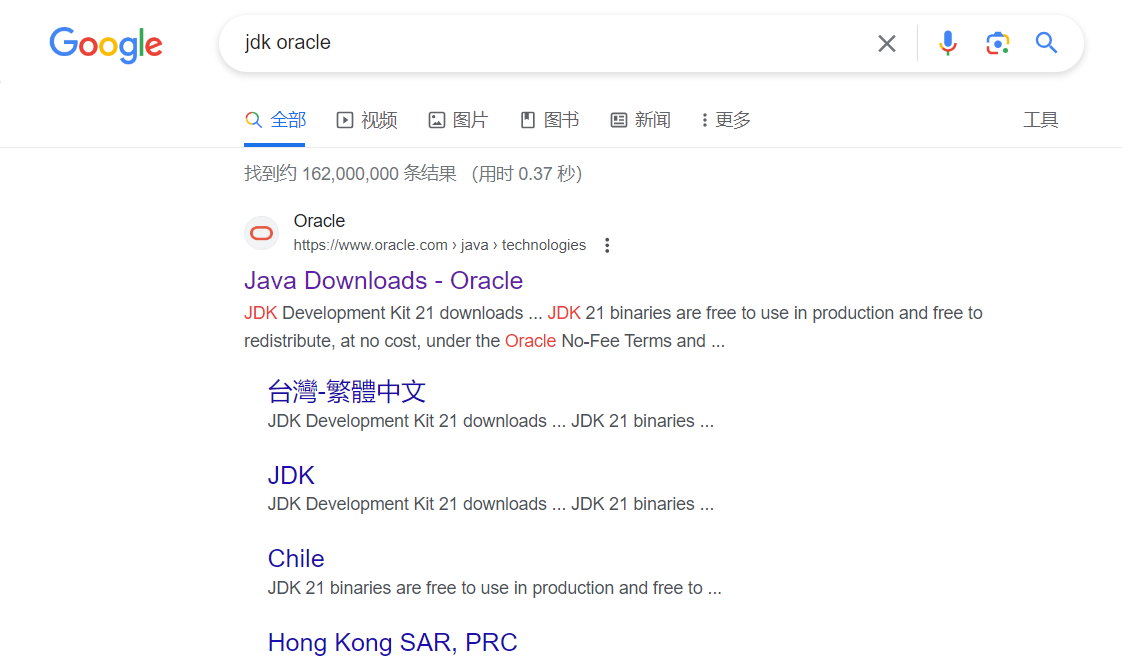 Google
jdk oracle
全部 视频 图片 图书 新闻 更多 工具
找到约 162,000,000 条结果 （用时 0.37 秒）
Oracle
https://www.oracle.com › java › technologies
Java Downloads - Oracle
JDK Development Kit 21 downloads ... JDK 21 binaries are free to use in production and free to
redistribute, at no cost, under the Oracle No-Fee Terms and ...
台灣-繁體中文
JDK Development Kit 21 downloads ... JDK 21 binaries ...
JDK
JDK Development Kit 21 downloads ... JDK 21 binaries ...
Chile
JDK 21 binaries are free to use in production and free to ...
Hong Kong SAR, PRC